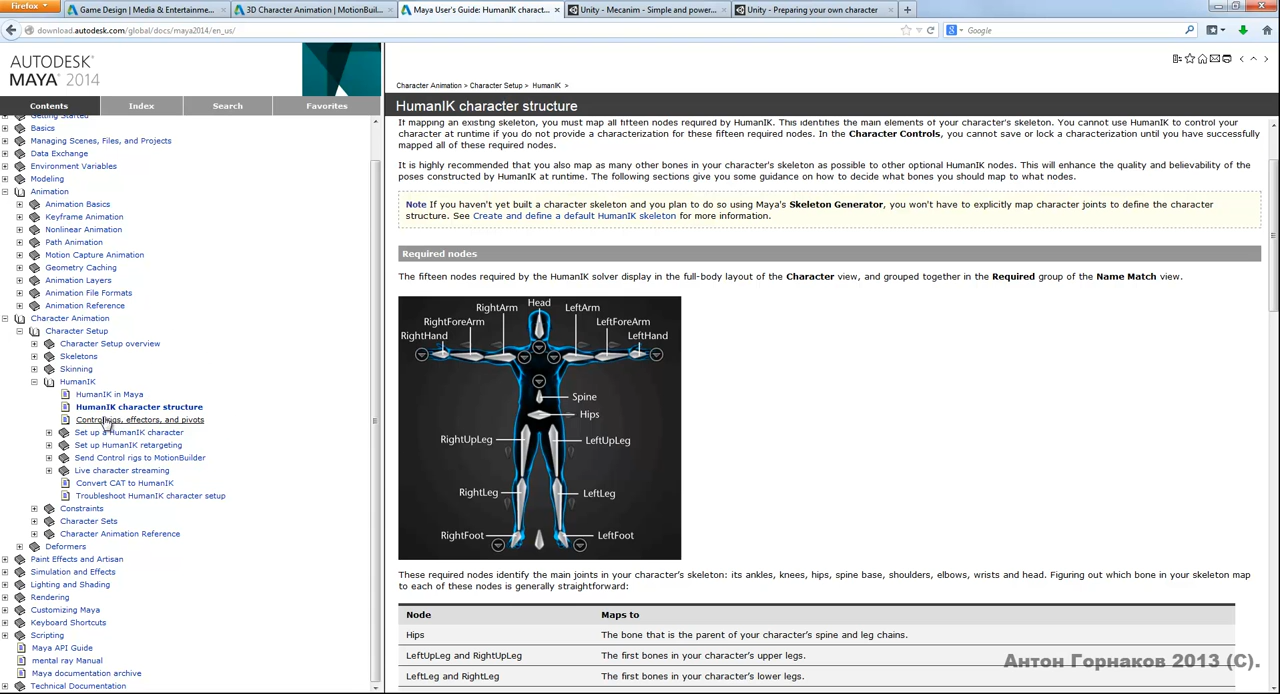 Firefox
Game Design | Media & Entertainme...
3D Character Animation | MotionBuil...
Maya User's Guide: HumanIK charact...
Unity - Mecanim - Simple and power...
Unity - Preparing your own character
download.autodesk.com/global/docs/maya2014/en_us/
Google
AUTODESK
MAYA 2014
Contents
Index
Search
Favorites
Getting Started
Basics
Managing Scenes, Files, and Projects
Data Exchange
Environment Variables
Modeling
Animation
Animation Basics
Keyframe Animation
Nonlinear Animation
Path Animation
Motion Capture Animation
Geometry Caching
Animation Layers
Animation File Formats
Animation Reference
Character Animation
Character Setup
Character Setup overview
Skeletons
Skinning
HumanIK
HumanIK in Maya
HumanIK character structure
Control rigs, effectors, and pivots
Set up a HumanIK character
Set up HumanIK retargeting
Send Control rigs to MotionBuilder
Live character streaming
Convert CAT to HumanIK
Troubleshoot HumanIK character setup
Constraints
Character Sets
Character Animation Reference
Deformers
Paint Effects and Artisan
Simulation and Effects
Lighting and Shading
Rendering
Customizing Maya
Keyboard Shortcuts
Scripting
Maya API Guide
mental ray Manual
Maya documentation archive
Technical Documentation
Character Animation > Character Setup > HumanIK >
HumanIK character structure
If mapping an existing skeleton, you must map all fifteen nodes required by HumanIK. This identifies the main elements of your character's skeleton. You cannot use HumanIK to control your
character at runtime if you do not provide a characterization for these fifteen required nodes. In the Character Controls, you cannot save or lock a characterization until you have successfully
mapped all of these required nodes.
It is highly recommended that you also map as many other bones in your character's skeleton as possible to other optional HumanIK nodes. This will enhance the quality and believability of the
poses constructed by HumanIK at runtime. The following sections give you some guidance on how to decide what bones you should map to what nodes.
Note If you haven't yet built a character skeleton and you plan to do so using Maya's Skeleton Generator, you won't have to explicitly map character joints to define the character
structure. See Create and define a default HumanIK skeleton for more information.
Required nodes
The fifteen nodes required by the HumanIK solver display in the full-body layout of the Character view, and grouped together in the Required group of the Name Match view.
Head
RightArm
LeftArm
RightForeArm
LeftForeArm
RightHand
LeftHand
Spine
Hips
RightUpLeg
LeftUpLeg
RightLeg
LeftLeg
RightFoot
LeftFoot
These required nodes identify the main joints in your character's skeleton: its ankles, knees, hips, spine base, shoulders, elbows, wrists and head. Figuring out which bone in your skeleton map
to each of these nodes is generally straightforward:
Node Maps to
Hips The bone that is the parent of your character's spine and leg chains.
LeftUpLeg and RightUpLeg The first bones in your character's upper legs.
LeftLeg and RightLeg The first bones in your character's lower legs.
Антон Горнаков 2013 (C).